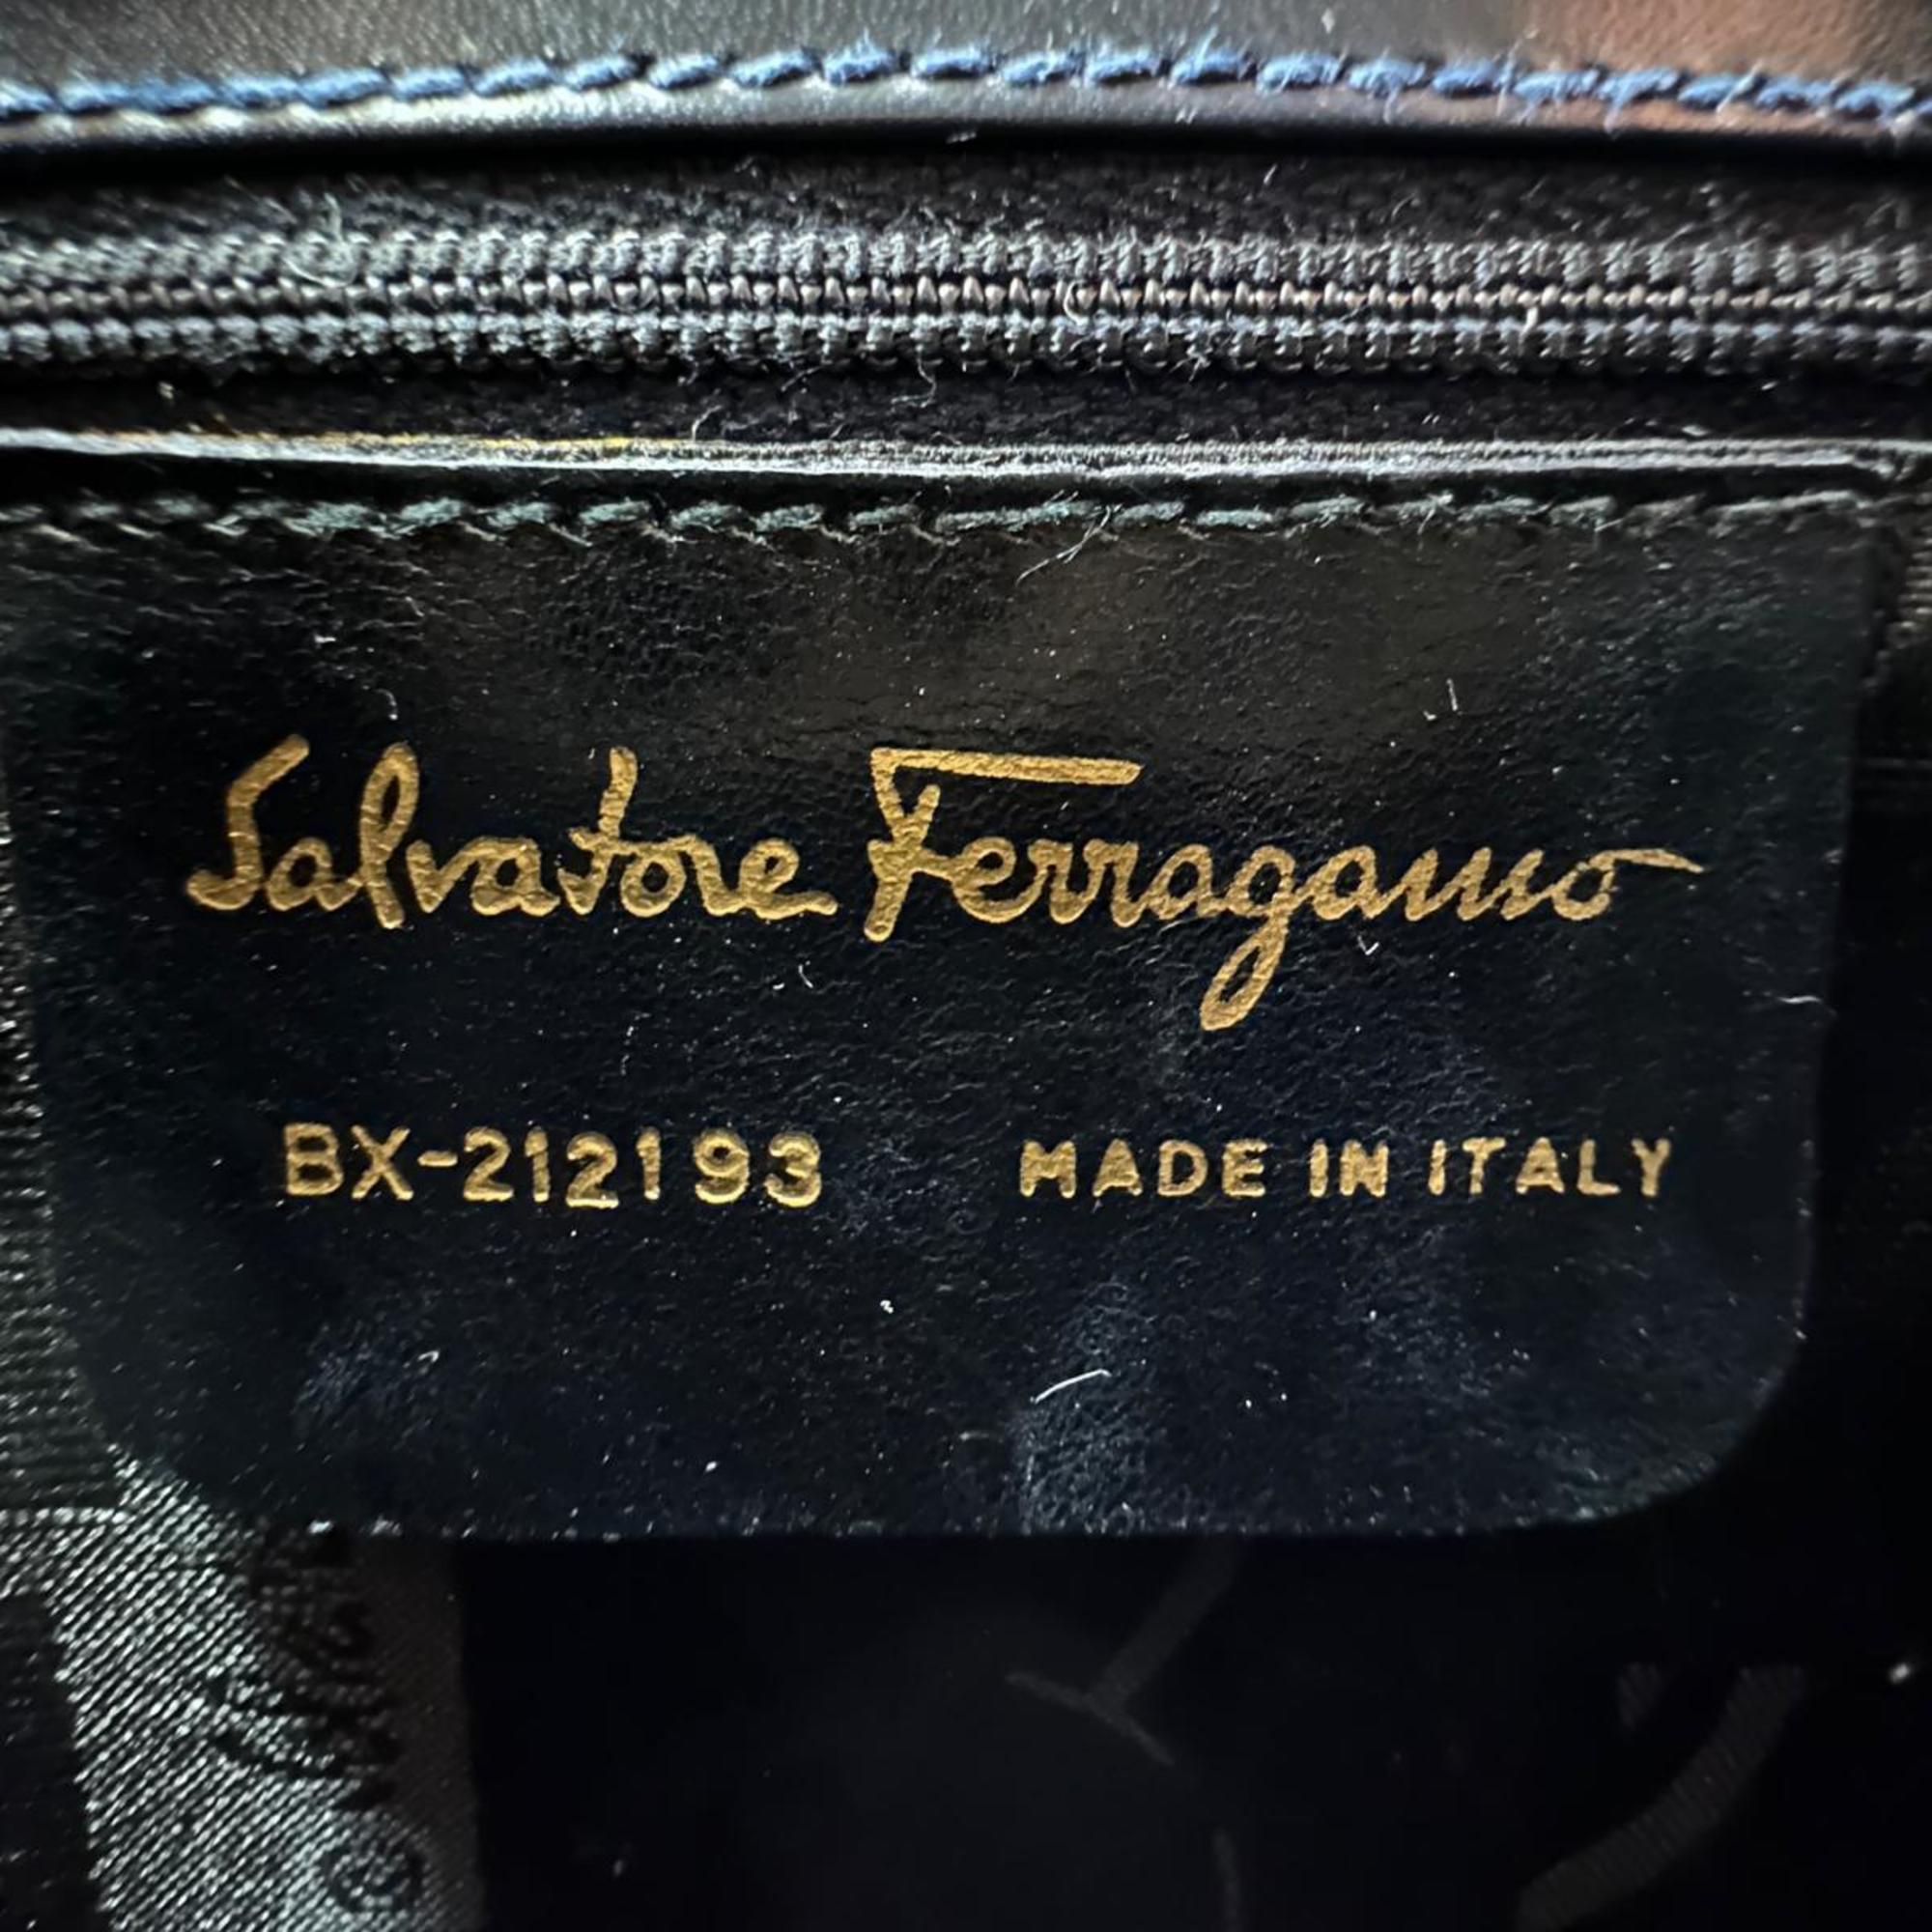 Salvatore Ferragamo
BX-212193 MADE IN ITALY